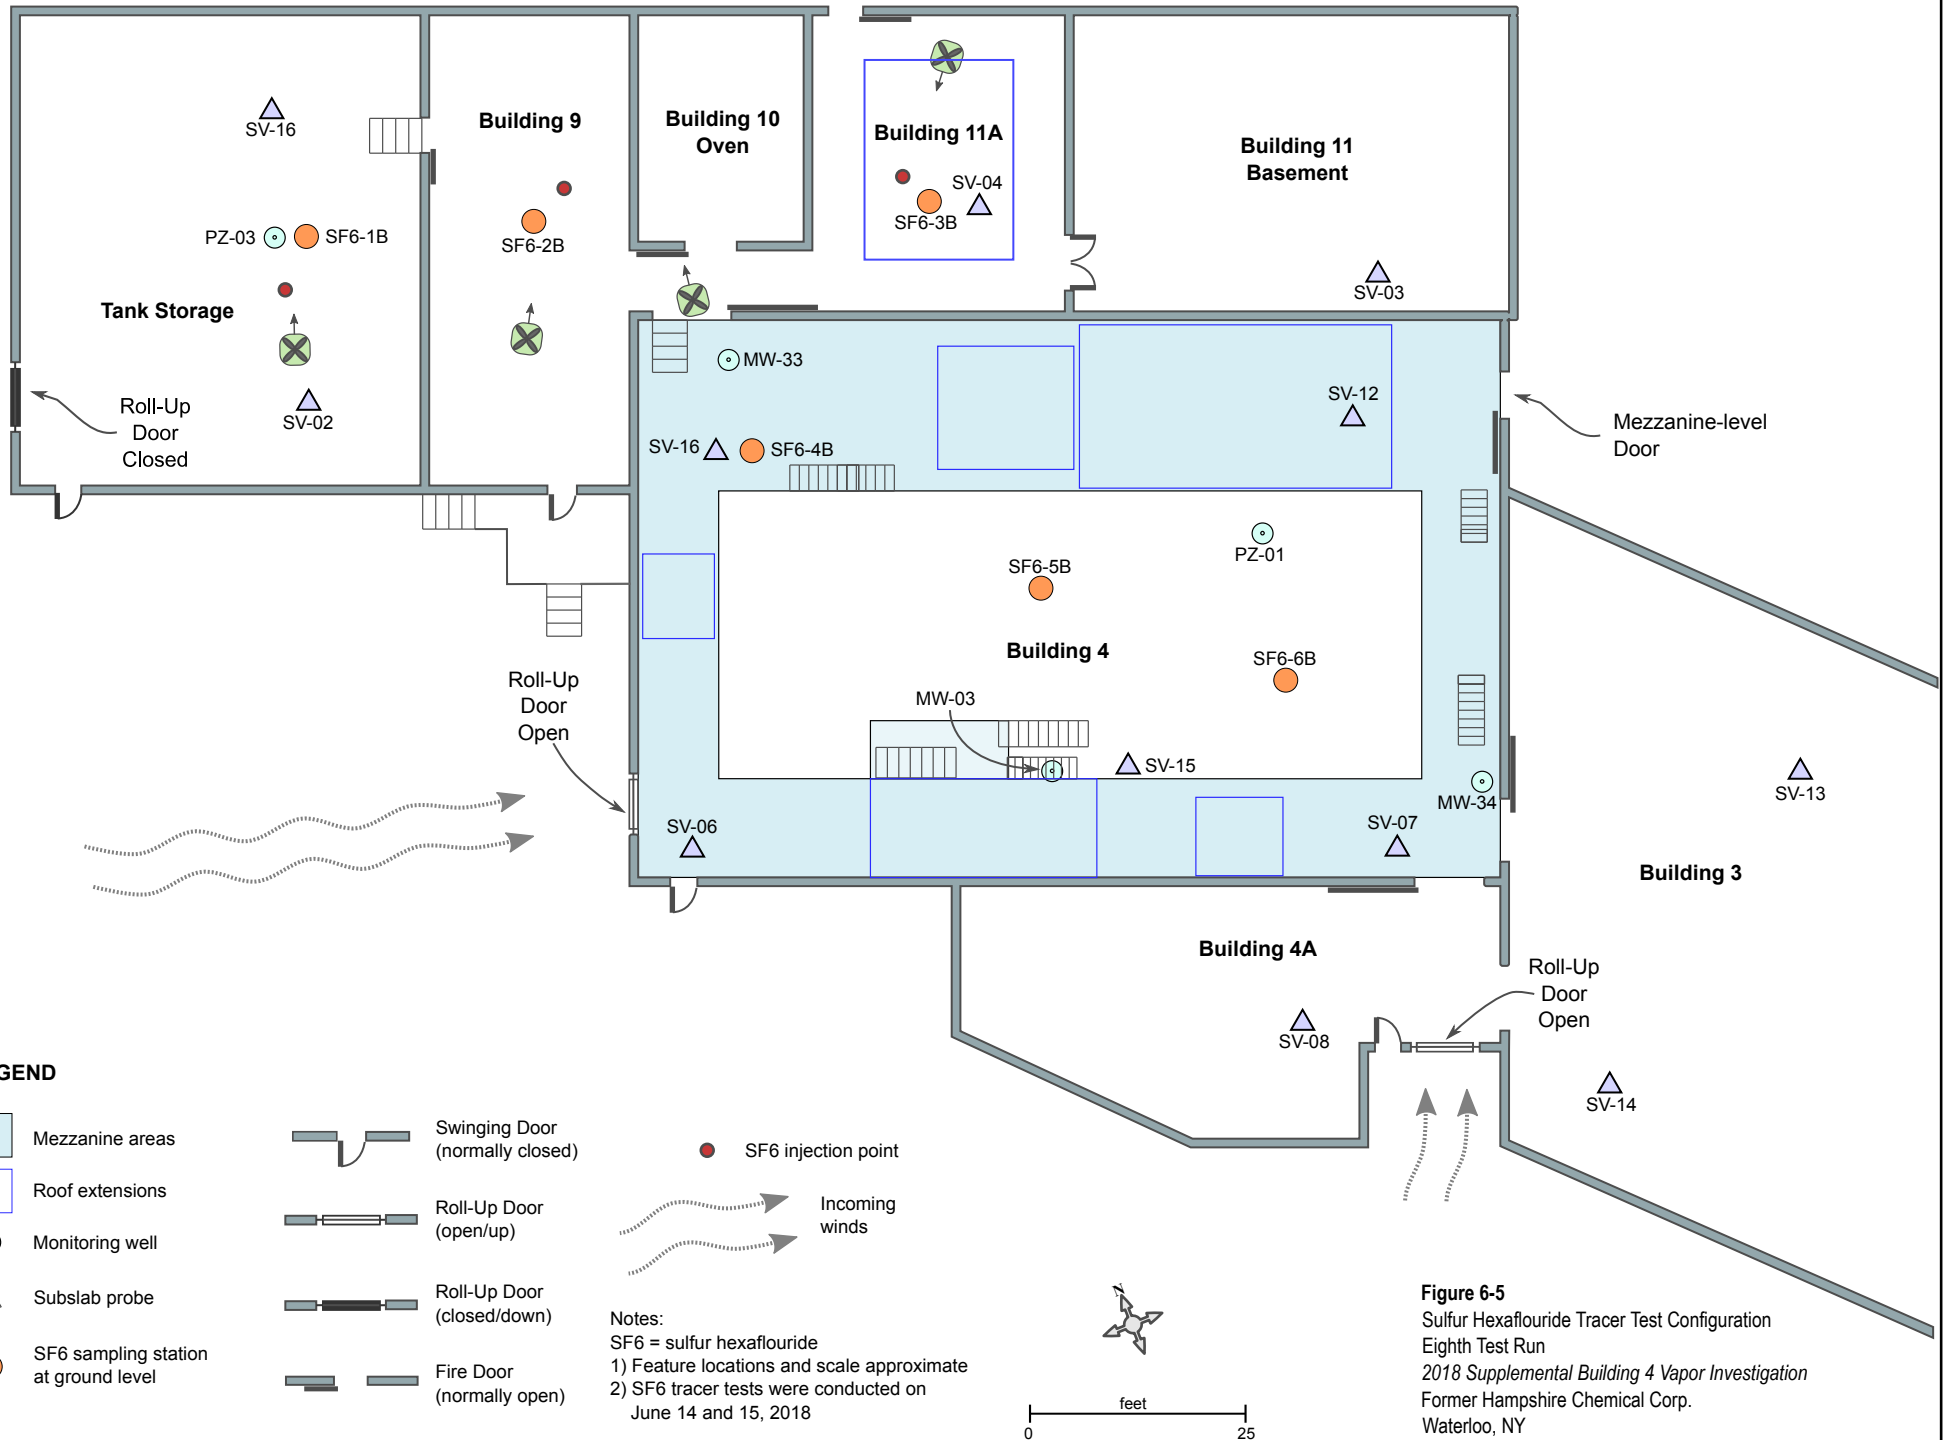 SV-16
Building 9
Building 10
Oven
Building 11A
SV-04
SF6-3B
Building 11
Basement
SV-03
PZ-03
SF6-1B
SF6-2B
Tank Storage
Roll-Up
Door
Closed
SV-02
MW-33
SV-16
SF6-4B
SV-12
Mezzanine-level
Door
PZ-01
SF6-5B
Building 4
SF6-6B
MW-03
SV-15
Roll-Up
Door
Open
SV-06
SV-07
MW-34
SV-13
Building 3
Building 4A
SV-08
Roll-Up
Door
Open
SV-14
GEND
Mezzanine areas
Roof extensions
Monitoring well
Subslab probe
SF6 sampling station
at ground level
Swinging Door
(normally closed)
Roll-Up Door
(open/up)
Roll-Up Door
(closed/down)
Fire Door
(normally open)
SF6 injection point
Incoming
winds
Notes:
SF6 = sulfur hexaflouride
1) Feature locations and scale approximate
2) SF6 tracer tests were conducted on
June 14 and 15, 2018
N
feet
0 25
Figure 6-5
Sulfur Hexaflouride Tracer Test Configuration
Eighth Test Run
2018 Supplemental Building 4 Vapor Investigation
Former Hampshire Chemical Corp.
Waterloo, NY